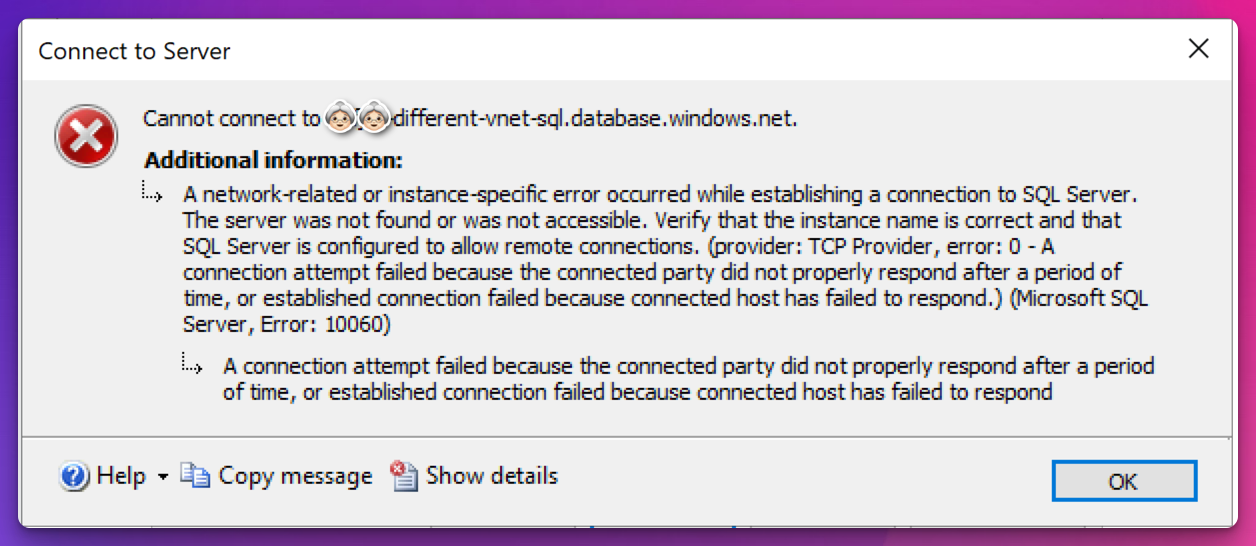 Connect to Server
Cannot connect to different-vnet-sql.database.windows.net.
Additional information:
A network-related or instance-specific error occurred while establishing a connection to SQL Server.
The server was not found or was not accessible. Verify that the instance name is correct and that
SQL Server is configured to allow remote connections. (provider: TCP Provider, error: 0 - A
connection attempt failed because the connected party did not properly respond after a period of
time, or established connection failed because connected host has failed to respond.) (Microsoft SQL
Server, Error: 10060)
A connection attempt failed because the connected party did not properly respond after a period
of time, or established connection failed because connected host has failed to respond
Help Copy message Show details OK